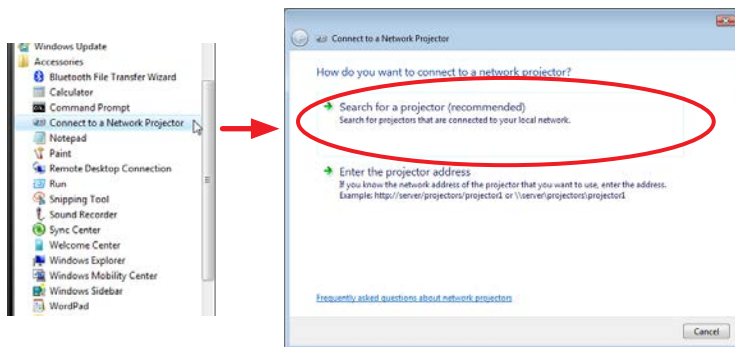 Windows Update
Accessories
Bluetooth File Transfer Wizard
Calculator
Command Prompt
Connect to a Network Projector
Notepad
Paint
Remote Desktop Connection
Run
Snipping Tool
Sound Recorder
Sync Center
Welcome Center
Windows Explorer
Windows Mobility Center
Windows Sidebar
WordPad
Connect to a Network Projector
How do you want to connect to a network projector?
Search for a projector (recommended)
Search for projectors that are connected to your local network.
Enter the projector address
If you know the network address of the projector that you want to use, enter the address.
Example: http://server/projectors/projector1 or \\server\projectors\projector1
Frequently asked questions about network projectors
Cancel